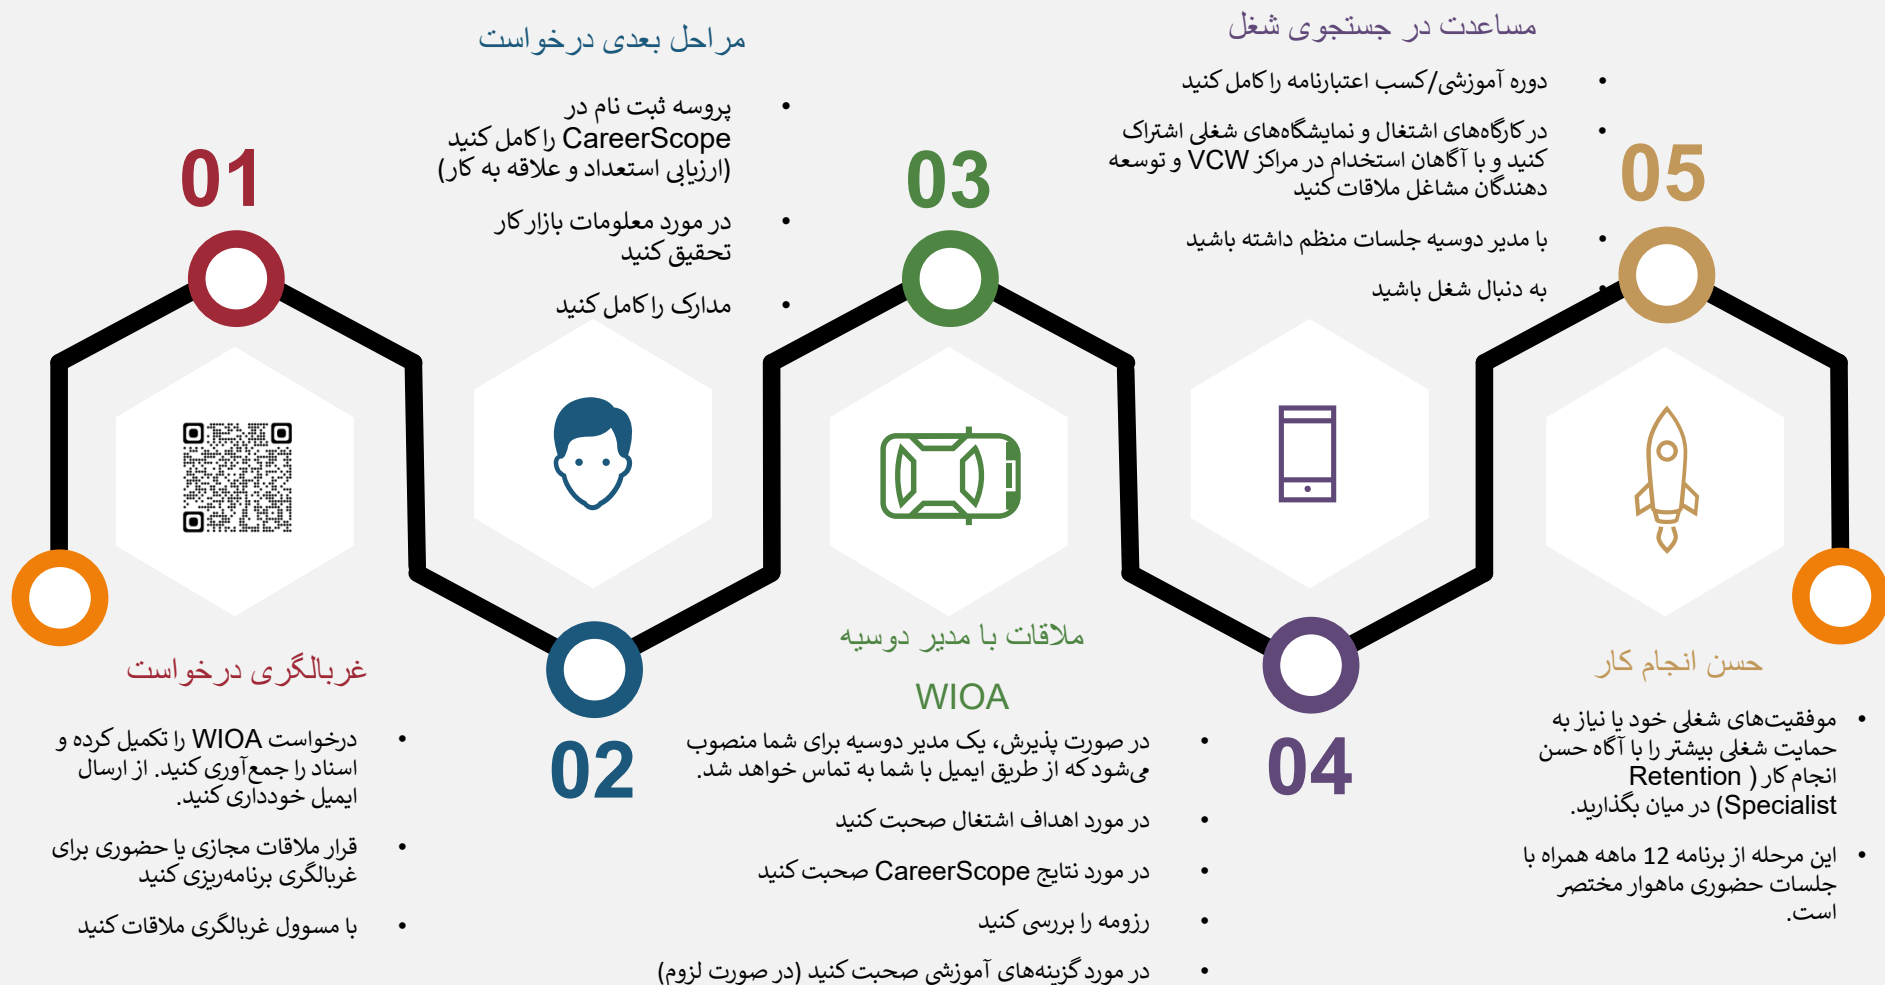 01
غربالگری درخواست
• درخواست WIOA را تکمیل کرده و
اسناد را جمع‌آوری کنید. از ارسال
ایمیل خودداری کنید.
• قرار ملاقات مجازی یا حضوری برای
غربالگری برنامه‌ریزی کنید
• با مسوول غربالگری ملاقات کنید
مراحل بعدی درخواست
• پروسه ثبت نام در
CareerScope را کامل کنید
(ارزیابی استعداد و علاقه به کار)
• در مورد معلومات بازار کار
تحقیق کنید
• مدارک را کامل کنید
02
03
ملاقات با مدیر دوسیه
WIOA
• در صورت پذیرش، یک مدیر دوسیه برای شما منصوب
می‌شود که از طریق ایمیل با شما به تماس خواهد شد.
• در مورد اهداف اشتغال صحبت کنید
• در مورد نتایج CareerScope صحبت کنید
• رزومه را بررسی کنید
• در مورد گزینه‌های آموزشی صحبت کنید (در صورت لزوم)
مساعدت در جستجوی شغل
• دوره آموزشی/کسب اعتبارنامه را کامل کنید
• در کارگاه‌های اشتغال و نمایشگاه‌های شغلی اشتراک
کنید و با آگاهان استخدام در مراکز VCW و توسعه
دهندگان مشاغل ملاقات کنید
• با مدیر دوسیه جلسات منظم داشته باشید
• به دنبال شغل باشید
04
05
حسن انجام کار
• موفقیت‌های شغلی خود یا نیاز به
حمایت شغلی بیشتر را با آگاه حسن
انجام کار (Retention
Specialist) در میان بگذارید.
• این مرحله از برنامه 12 ماهه همراه با
جلسات حضوری ماهوار مختصر
است.